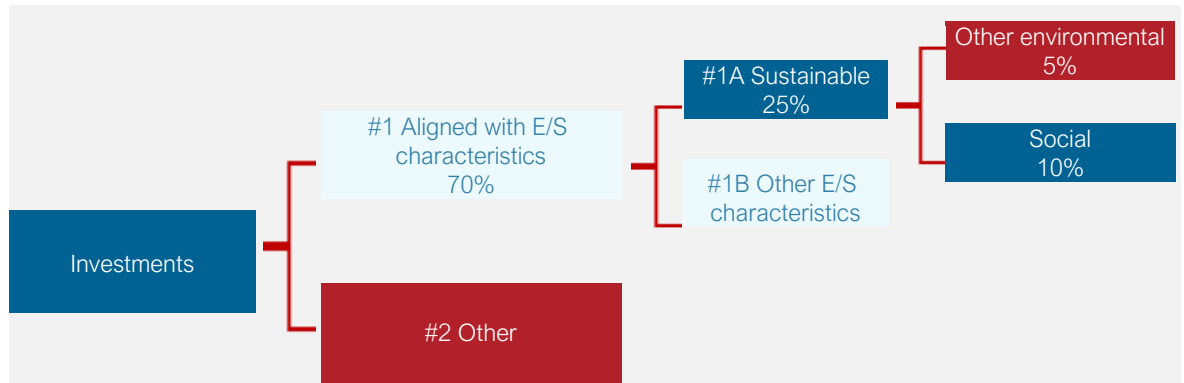 Investments
#1 Aligned with E/S
characteristics
70%
#2 Other
#1A Sustainable
25%
#1B Other E/S
characteristics
Other environmental
5%
Social
10%